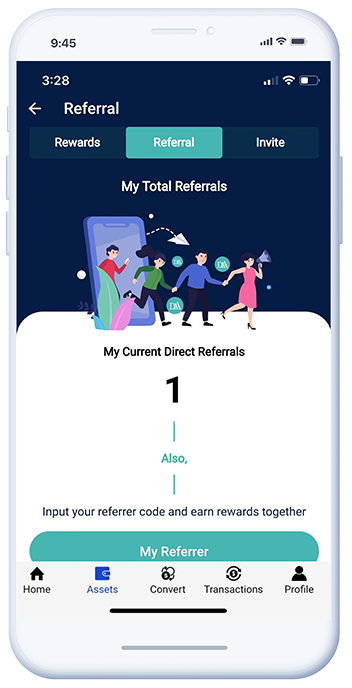 9:45
3:28
Referral
Rewards Referral Invite
My Total Referrals
My Current Direct Referrals
1
Also,
Input your referrer code and earn rewards together
My Referrer
Home Assets Convert Transactions Profile